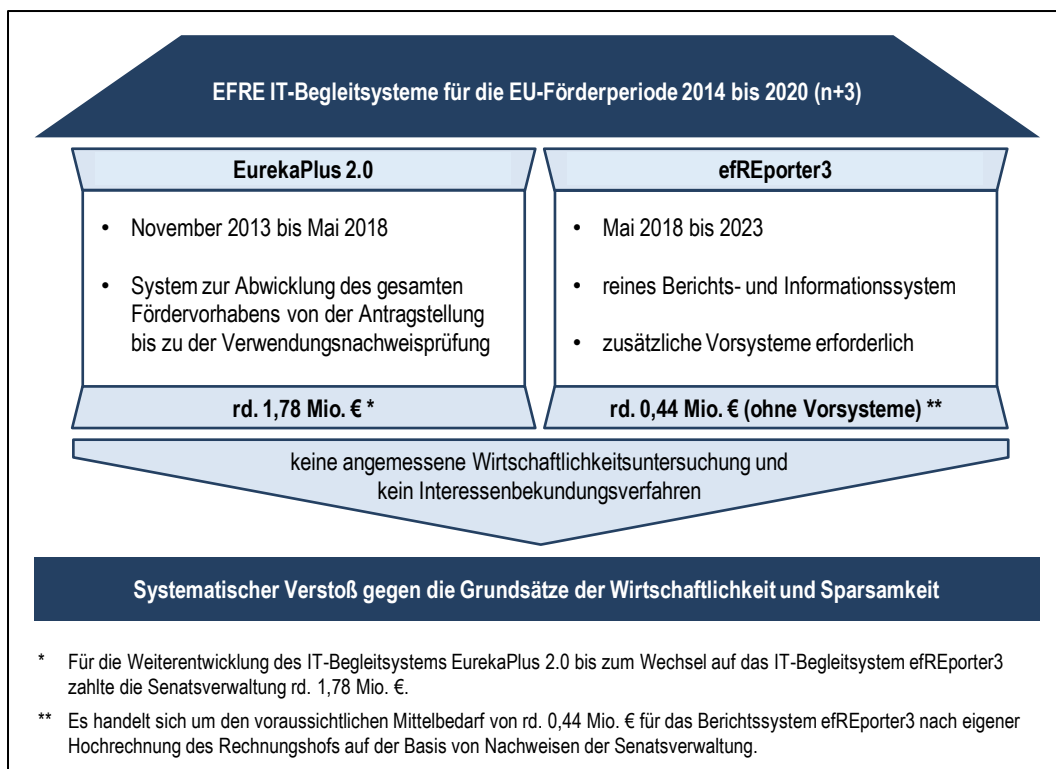 EFRE IT-Begleitsysteme für die EU-Förderperiode 2014 bis 2020 (n+3)
EurekaPlus 2.0
• November 2013 bis Mai 2018
• System zur Abwicklung des gesamten
Fördervorhabens von der Antragstellung
bis zu der Verwendungsnachweisprüfung
rd. 1,78 Mio. € *
efREporter3
• Mai 2018 bis 2023
• reines Berichts- und Informationssystem
• zusätzliche Vorsysteme erforderlich
rd. 0,44 Mio. € (ohne Vorsysteme) **
keine angemessene Wirtschaftlichkeitsuntersuchung und
kein Interessenbekundungsverfahren
Systematischer Verstoß gegen die Grundsätze der Wirtschaftlichkeit und Sparsamkeit
* Für die Weiterentwicklung des IT-Begleitsystems EurekaPlus 2.0 bis zum Wechsel auf das IT-Begleitsystem efREporter3
zahlte die Senatsverwaltung rd. 1,78 Mio. €.
** Es handelt sich um den voraussichtlichen Mittelbedarf von rd. 0,44 Mio. € für das Berichtssystem efREporter3 nach eigener
Hochrechnung des Rechnungshofs auf der Basis von Nachweisen der Senatsverwaltung.